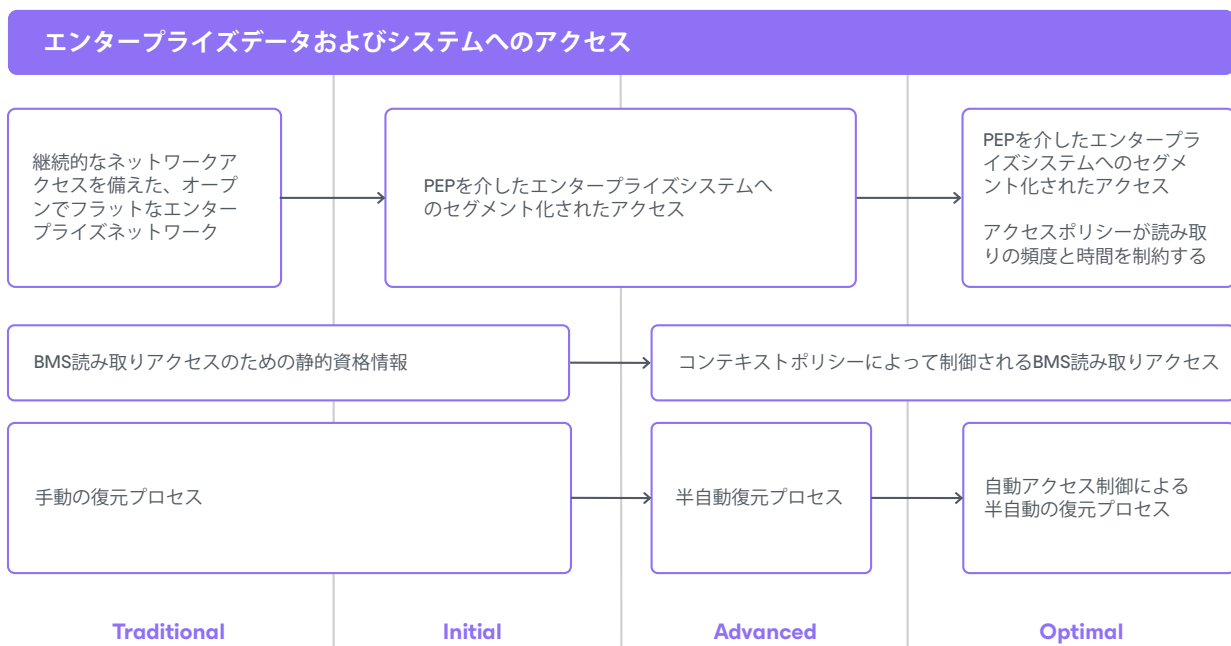 エンタープライズデータおよびシステムへのアクセス
継続的なネットワークア
クセスを備えた、オープ
ンでフラットなエンター
プライズネットワーク
PEPを介したエンタープライズシステムへ
のセグメント化されたアクセス
PEPを介したエンタープラ
イズシステムへのセグメ
ント化されたアクセス
アクセスポリシーが読み取
りの頻度と時間を制約する
BMS読み取りアクセスのための静的資格情報
コンテキストポリシーによって制御されるBMS読み取りアクセス
手動の復元プロセス
半自動復元プロセス
自動アクセス制御による
半自動の復元プロセス
Traditional
Initial
Advanced
Optimal